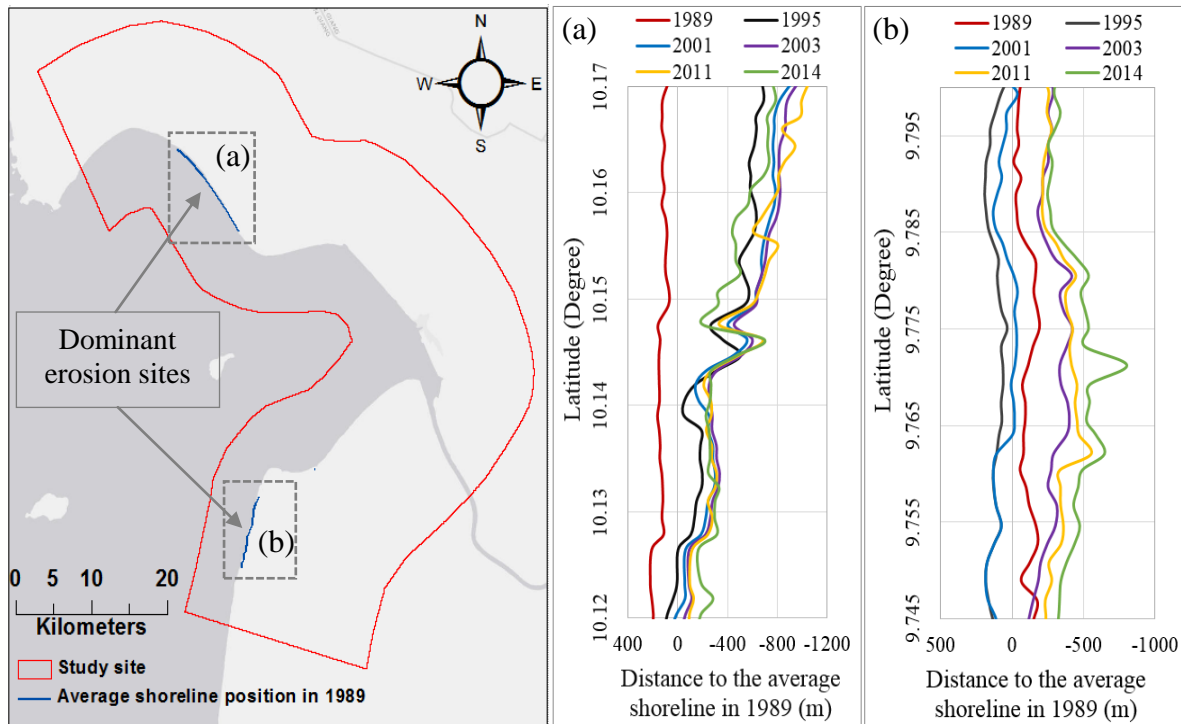 N
W E
S
(a)
Dominant
erosion sites
(b)
0 5 10 20
Kilometers
Study site
Average shoreline position in 1989
(a)
1989 1995
2001 2003
2011 2014
Latitude (Degree)
10.17
10.16
10.15
10.14
10.13
10.12
400 0 -400 -800 -1200
Distance to the average
shoreline in 1989 (m)
(b)
1989 1995
2001 2003
2011 2014
Latitude (Degree)
9.795
9.785
9.775
9.765
9.755
9.745
500 0 -500 -1000
Distance to the average
shoreline in 1989 (m)